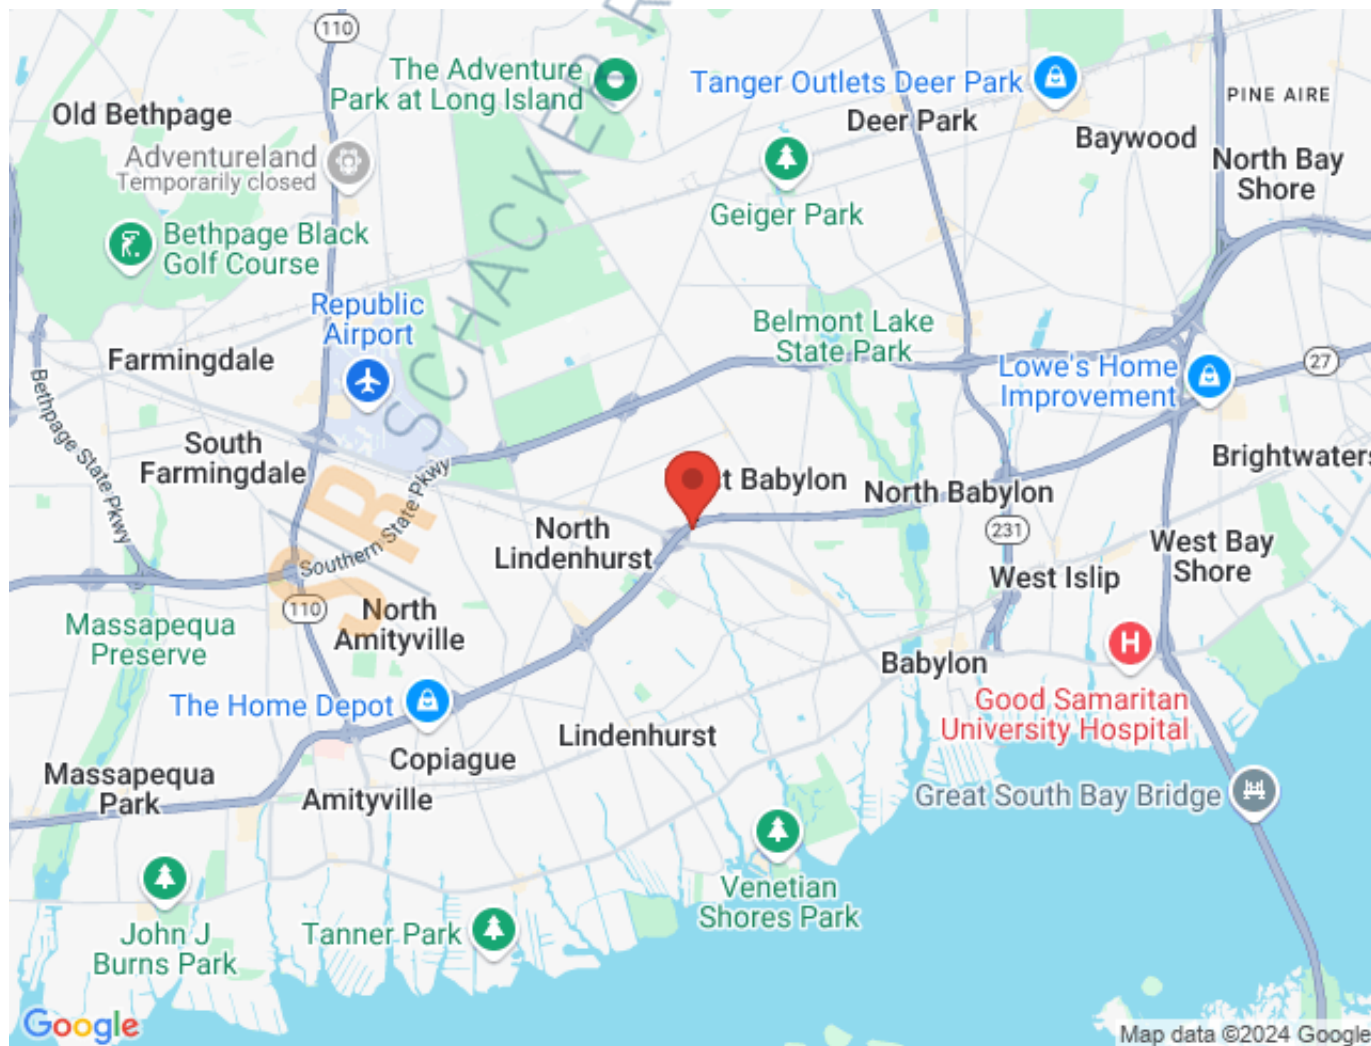 110
The Adventure
Park at Long Island
Tanger Outlets Deer Park
PINE AIRE
Old Bethpage
Deer Park
Baywood
Adventureland
Temporarily closed
North Bay
Shore
Geiger Park
Bethpage Black
Golf Course
Republic
Airport
Belmont Lake
State Park
Farmingdale
Lowe's Home
Improvement
27
Bethpage State Pkwy
South
Farmingdale
Brightwaters
t Babylon
North Babylon
Southern State Pkwy
North
Lindenhurst
231
West Bay
Shore
West Islip
110
North
Amityville
Massapequa
Preserve
Babylon
H
The Home Depot
Good Samaritan
University Hospital
Lindenhurst
Copiague
Massapequa
Park
Amityville
Great South Bay Bridge
Venetian
Shores Park
John J
Burns Park
Tanner Park
Google
Map data ©2024 Google
SR
SCHACKER R